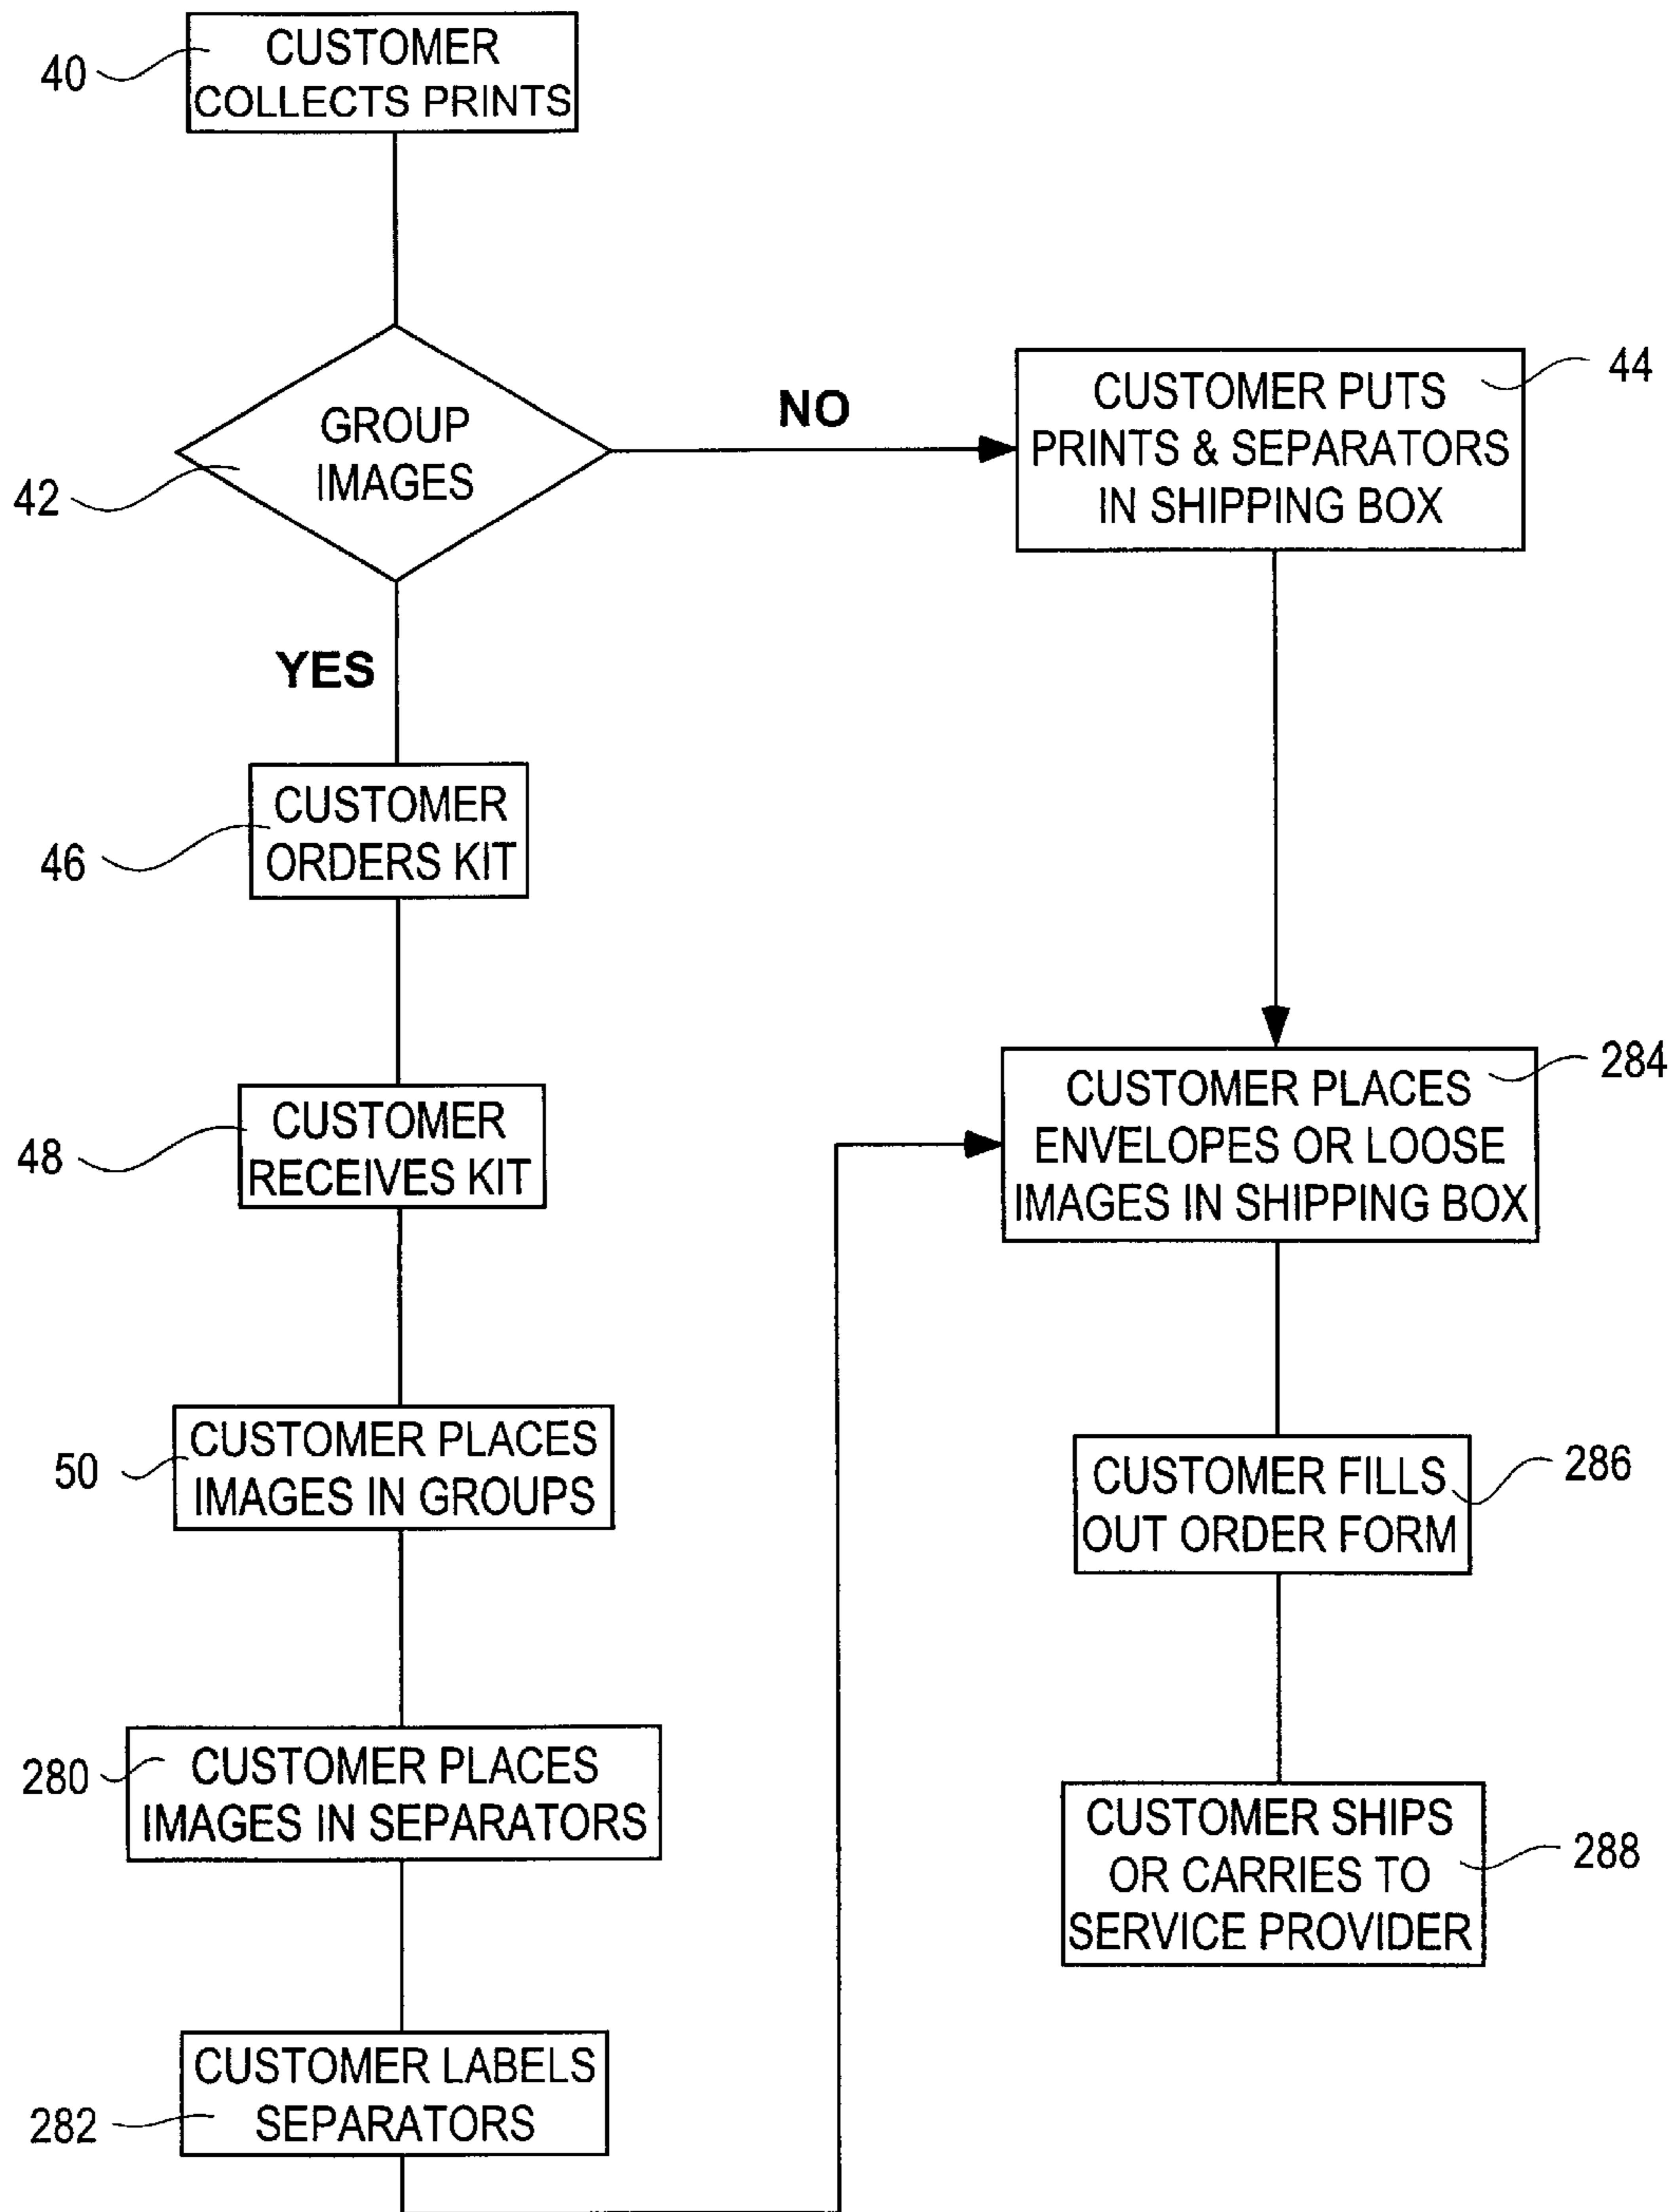 40
CUSTOMER
COLLECTS PRINTS
42
GROUP
IMAGES
NO
44
CUSTOMER PUTS
PRINTS & SEPARATORS
IN SHIPPING BOX
YES
46
CUSTOMER
ORDERS KIT
48
CUSTOMER
RECEIVES KIT
50
CUSTOMER PLACES
IMAGES IN GROUPS
280
CUSTOMER PLACES
IMAGES IN SEPARATORS
282
CUSTOMER LABELS
SEPARATORS
284
CUSTOMER PLACES
ENVELOPES OR LOOSE
IMAGES IN SHIPPING BOX
286
CUSTOMER FILLS
OUT ORDER FORM
288
CUSTOMER SHIPS
OR CARRIES TO
SERVICE PROVIDER